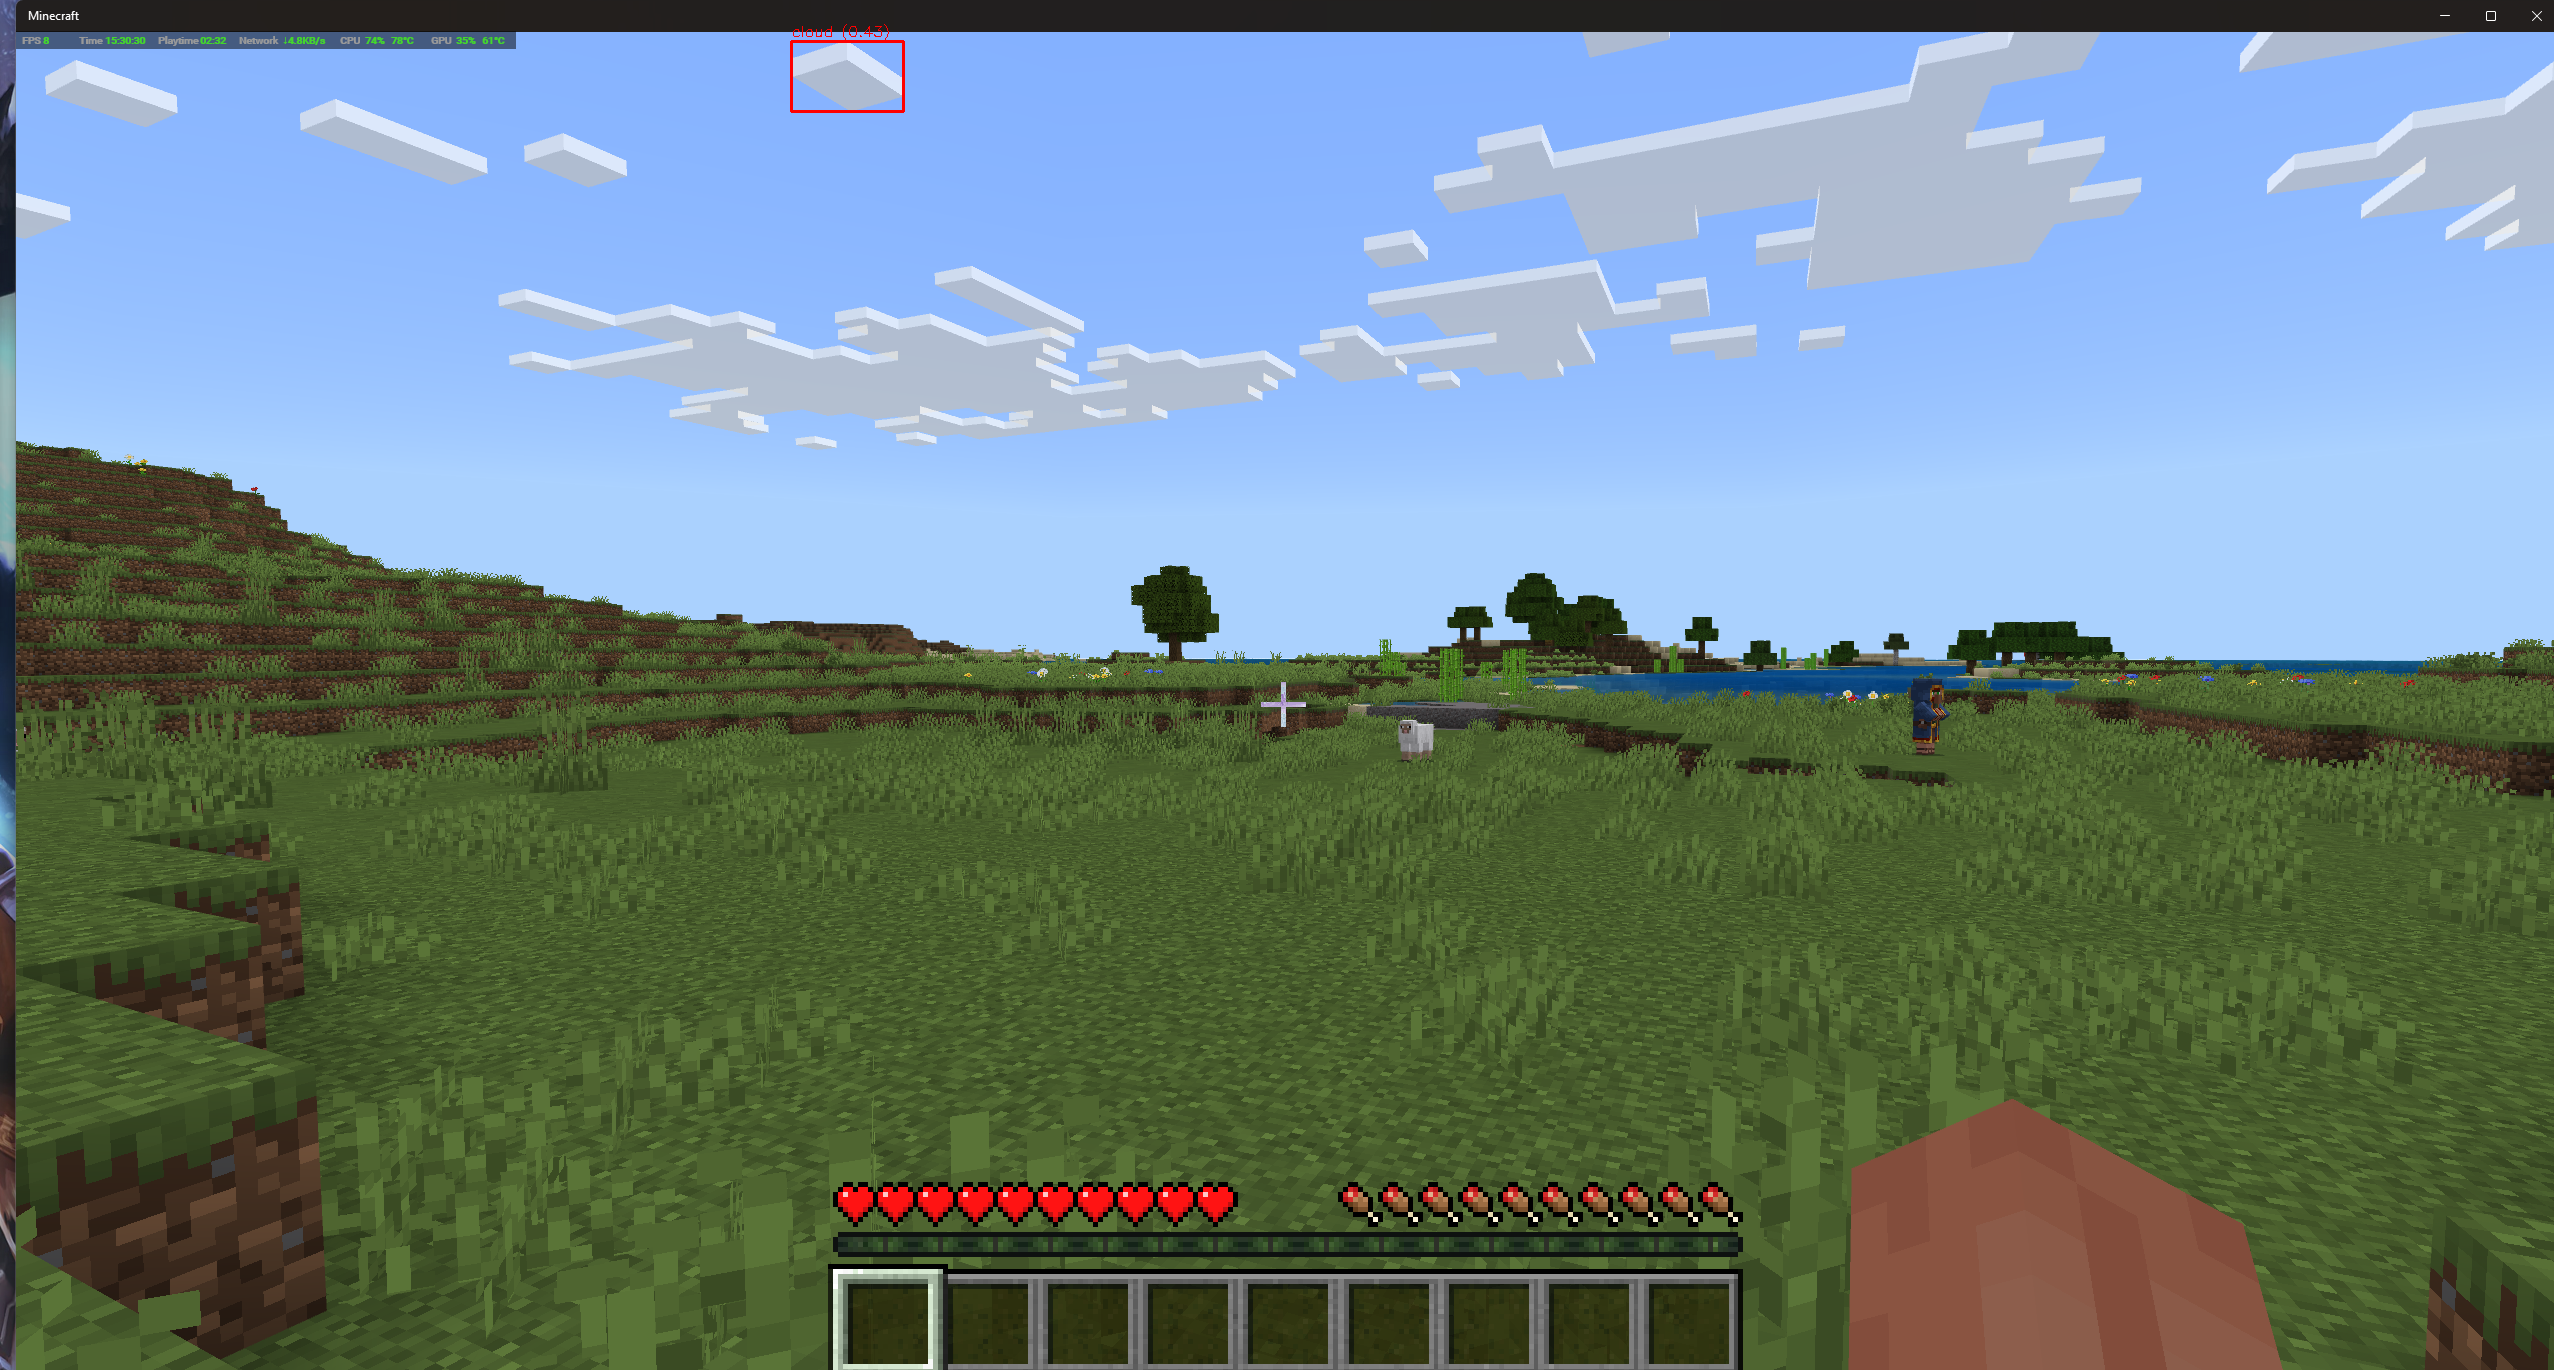 Minecraft
cloud (0.43)
FPS 8 Time 15:30:30 Playtime 02:32 Network ↓4.8KB/s CPU 74% 78°C GPU 35% 61°C